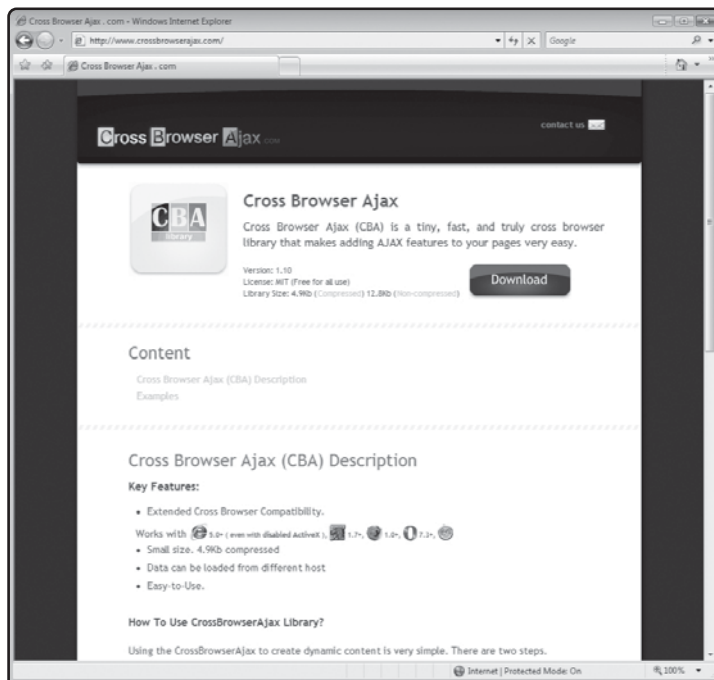 Cross Browser Ajax . com - Windows Internet Explorer
http://www.crossbrowserajax.com/
Google
Cross Browser Ajax . com
Cross Browser Ajax .com
contact us
CBA
library
Cross Browser Ajax
Cross Browser Ajax (CBA) is a tiny, fast, and truly cross browser
library that makes adding AJAX features to your pages very easy.
Version: 1.10
License: MIT (Free for all use)
Library Size: 4.9Kb (Compressed) 12.8Kb (Non-compressed)
Download
Content
Cross Browser Ajax (CBA) Description
Examples
Cross Browser Ajax (CBA) Description
Key Features:
• Extended Cross Browser Compatibility.
Works with 5.0+ ( even with disabled ActiveX ), 1.7+, 1.0+, 7.3+,
• Small size. 4.9Kb compressed
• Data can be loaded from different host
• Easy-to-Use.
How To Use CrossBrowserAjax Library?
Using the CrossBrowserAjax to create dynamic content is very simple. There are two steps.
Internet | Protected Mode: On
100%